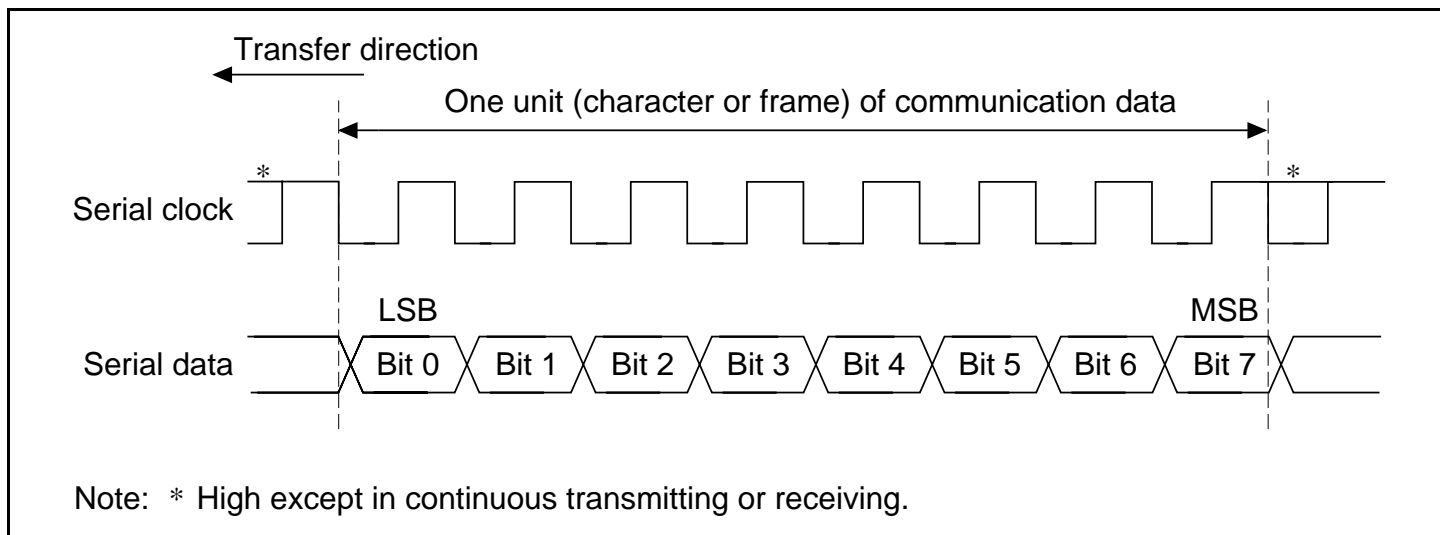 Transfer direction
One unit (character or frame) of communication data
* *
Serial clock
LSB MSB
Serial data Bit 0 Bit 1 Bit 2 Bit 3 Bit 4 Bit 5 Bit 6 Bit 7
Note: * High except in continuous transmitting or receiving.